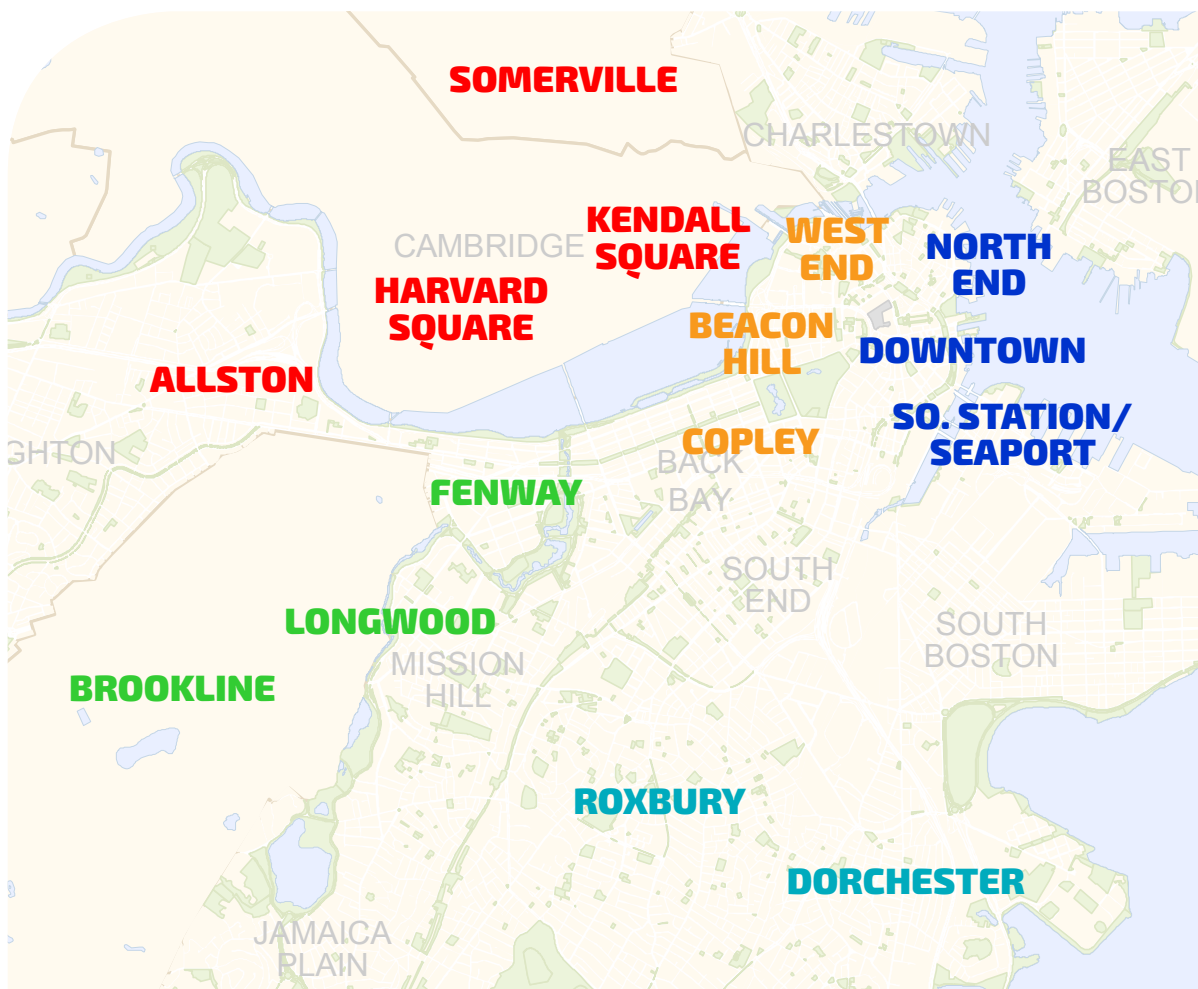 SOMERVILLE
CHARLESTOWN
EAST
BOSTO
KENDALL
SQUARE
CAMBRIDGE
WEST
END
NORTH
END
HARVARD
SQUARE
BEACON
HILL
DOWNTOWN
ALLSTON
SO. STATION/
SEAPORT
COPLEY
GHTON
BACK
BAY
FENWAY
SOUTH
END
LONGWOOD
SOUTH
BOSTON
MISSION
HILL
BROOKLINE
ROXBURY
DORCHESTER
JAMAICA
PLAIN